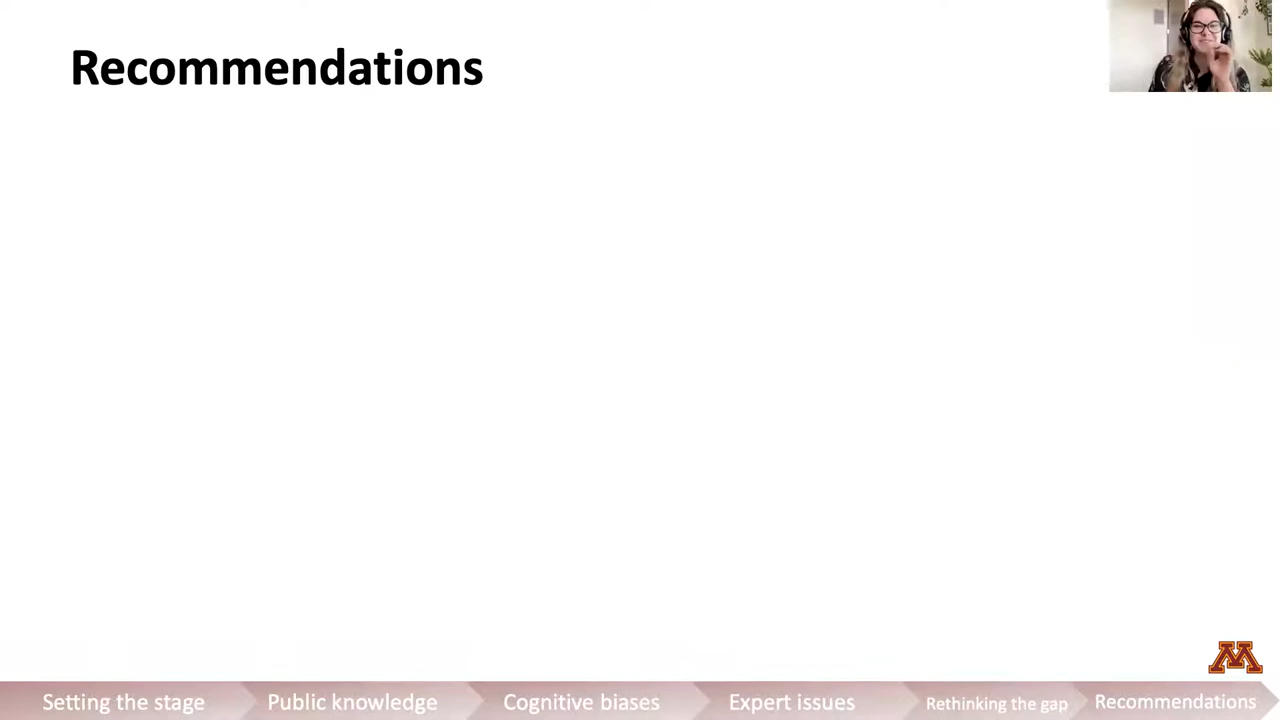 Recommendations
M
Setting the stage
Public knowledge
Cognitive biases
Expert issues
Rethinking the gap
Recommendations